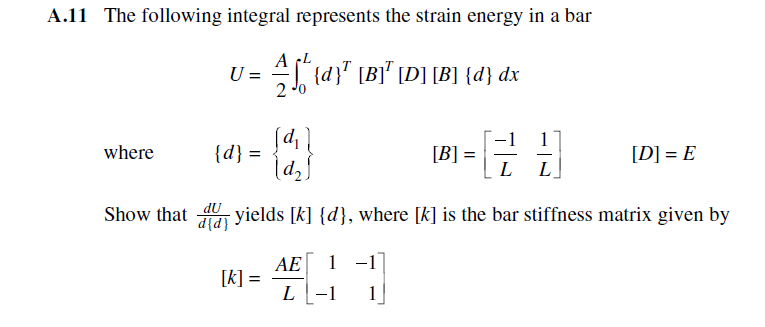 A.11 The following integral represents the strain energy in a bar
U = \frac{A}{2} \int_0^L {d}^T [B]^T [D] [B] {d} dx
where {d} = \begin{Bmatrix} d_1 \\ d_2 \end{Bmatrix} [B] = \begin{bmatrix} \frac{-1}{L} & \frac{1}{L} \end{bmatrix} [D] = E
Show that \frac{dU}{d{d}} yields [k] {d}, where [k] is the bar stiffness matrix given by
[k] = \frac{AE}{L} \begin{bmatrix} 1 & -1 \\ -1 & 1 \end{bmatrix}